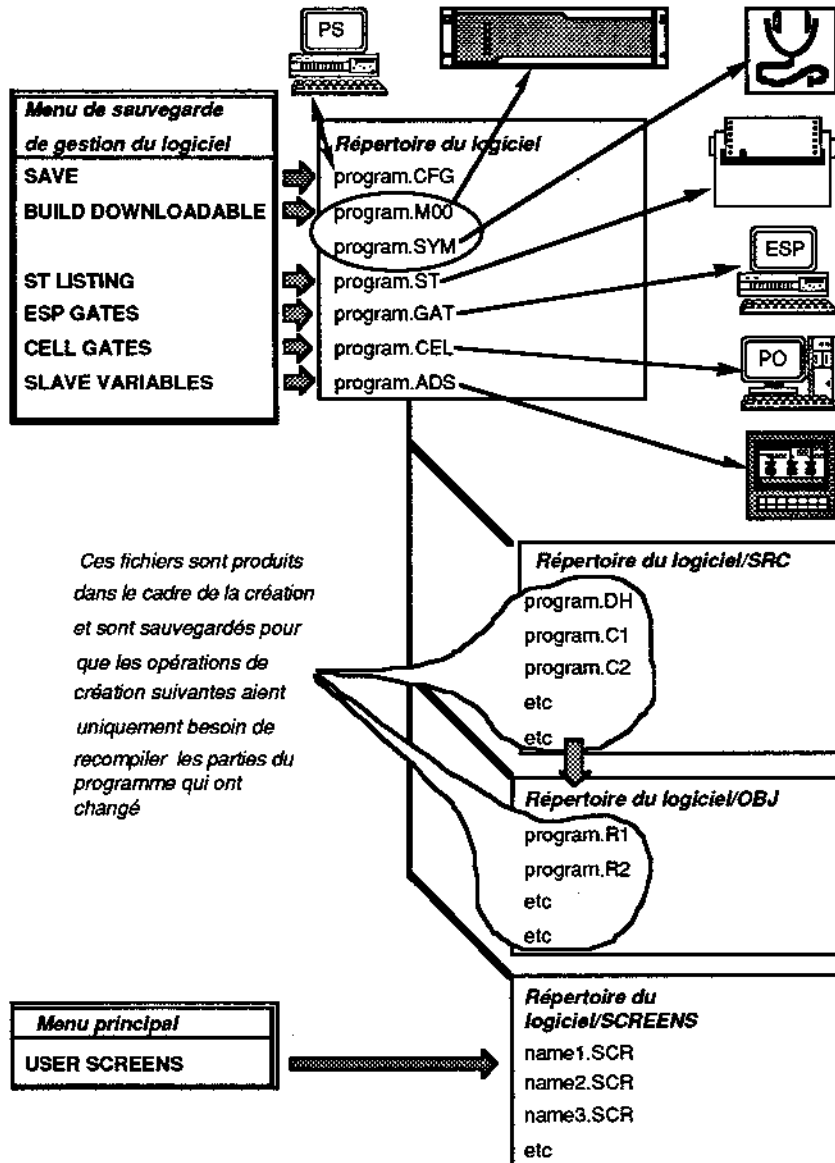 PS
Menu de sauvegarde
de gestion du logiciel
SAVE
BUILD DOWNLOADABLE
ST LISTING
ESP GATES
CELL GATES
SLAVE VARIABLES
Répertoire du logiciel
program.CFG
program.M00
program.SYM
program.ST
program.GAT
program.CEL
program.ADS
ESP
PO
Ces fichiers sont produits
dans le cadre de la création
et sont sauvegardés pour
que les opérations de
création suivantes aient
uniquement besoin de
recompiler les parties du
programme qui ont
changé
Répertoire du logiciel/SRC
program.DH
program.C1
program.C2
etc
etc
Répertoire du logiciel/OBJ
program.R1
program.R2
etc
etc
Menu principal
USER SCREENS
Répertoire du
logiciel/SCREENS
name1.SCR
name2.SCR
name3.SCR
etc